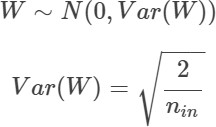 W ∼ N(0, Var(W))
Var(W) = √(2/n_in)